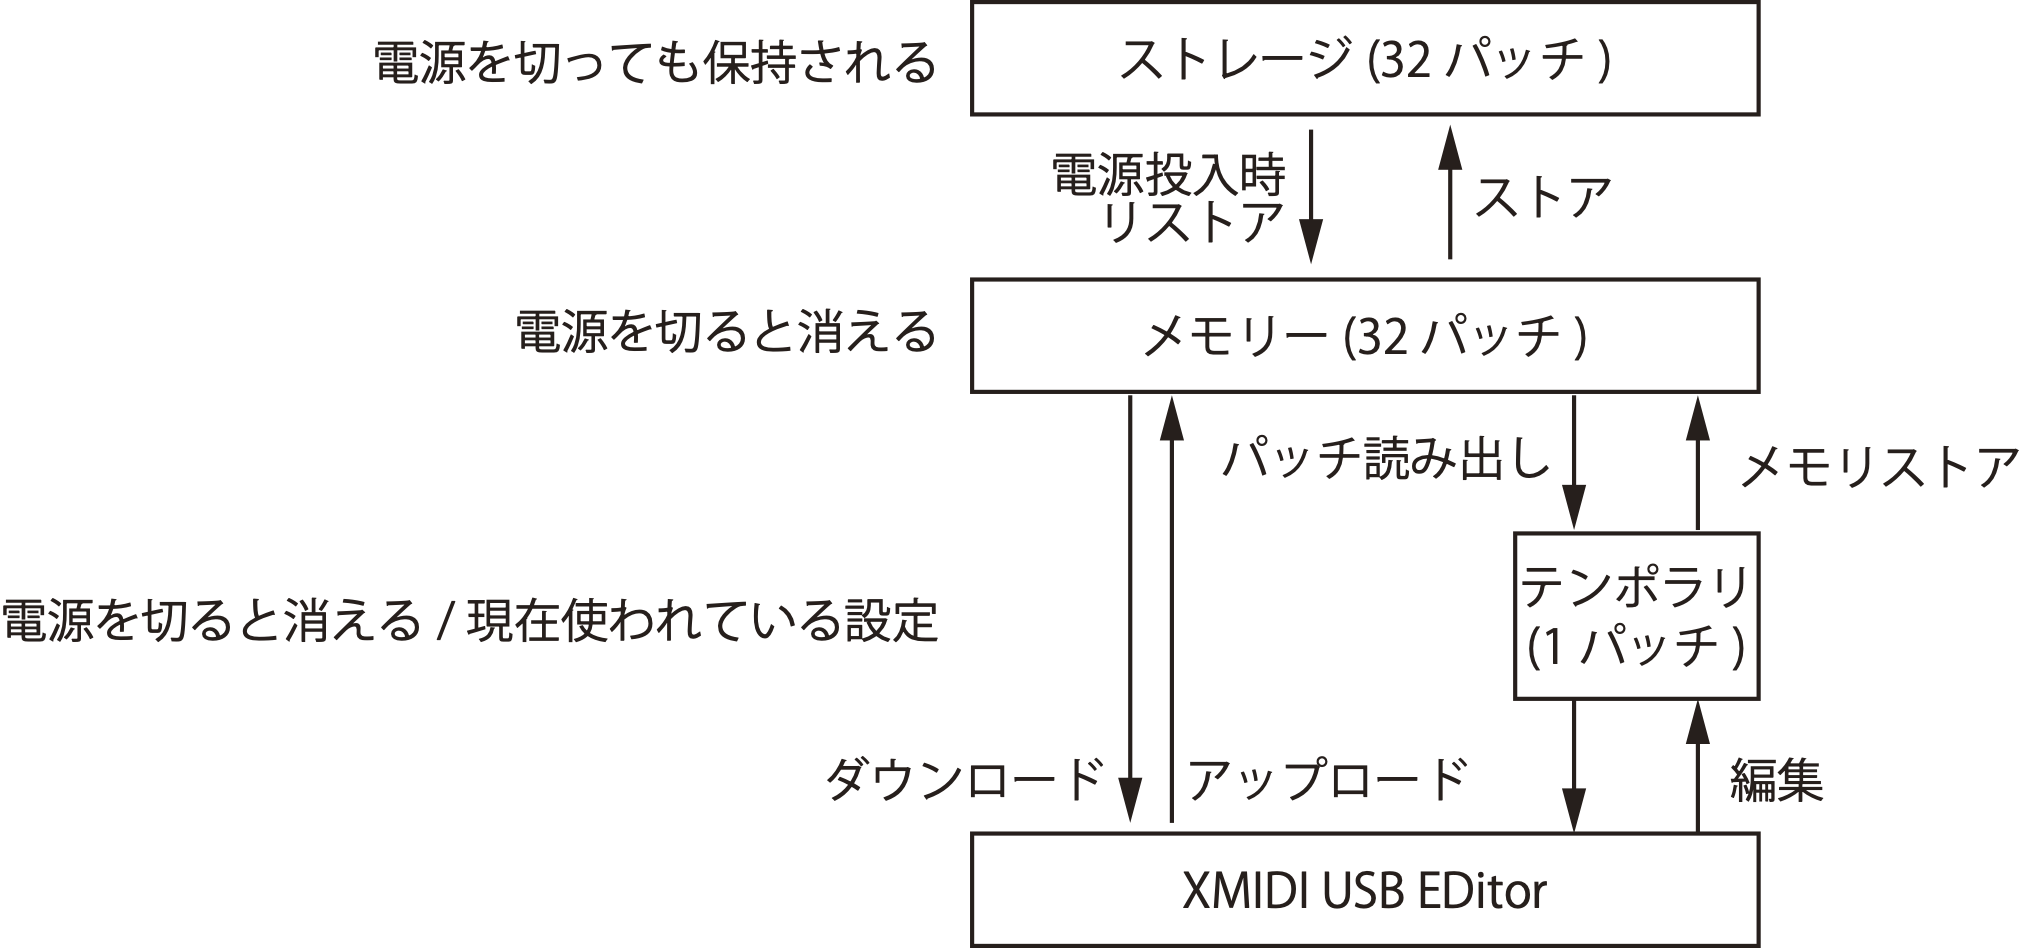 電源を切っても保持される
ストレージ (32 パッチ )
電源投入時
リストア
ストア
電源を切ると消える
メモリー (32 パッチ )
パッチ読み出し
メモリストア
電源を切ると消える / 現在使われている設定
テンポラリ
(1 パッチ )
ダウンロード
アップロード
編集
XMIDI USB EDitor